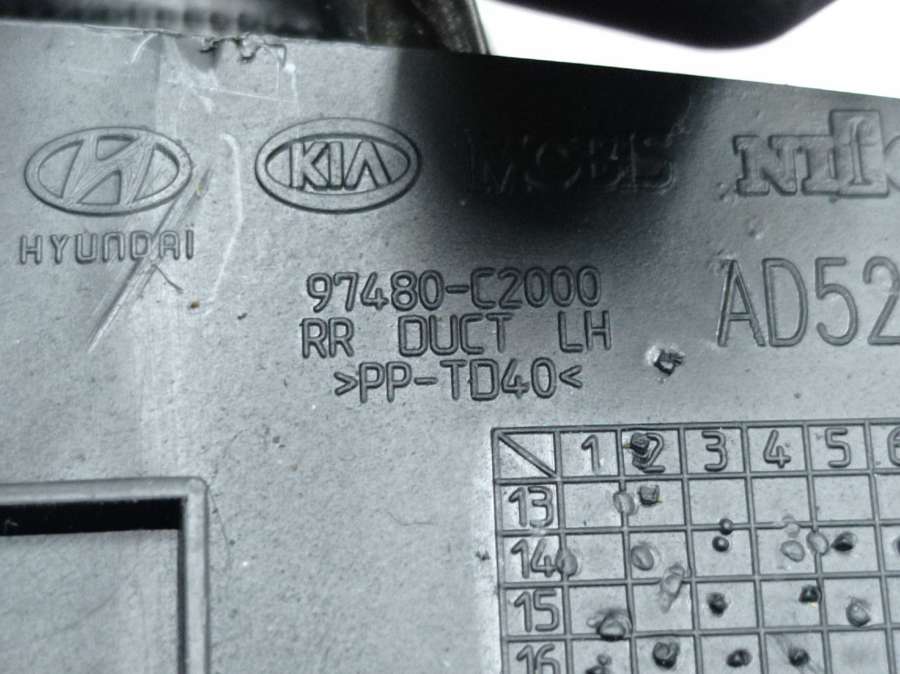 KIA MOBIS
HYUNDAI
97480-C2000
RR DUCT LH
>PP-TD40<
AD52
1 2 3 4 5 6
13
14
15
16